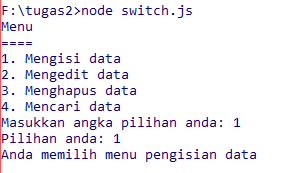 F:\tugas2>node switch.js
Menu
====
1. Mengisi data
2. Mengedit data
3. Menghapus data
4. Mencari data
Masukkan angka pilihan anda: 1
Pilihan anda: 1
Anda memilih menu pengisian data